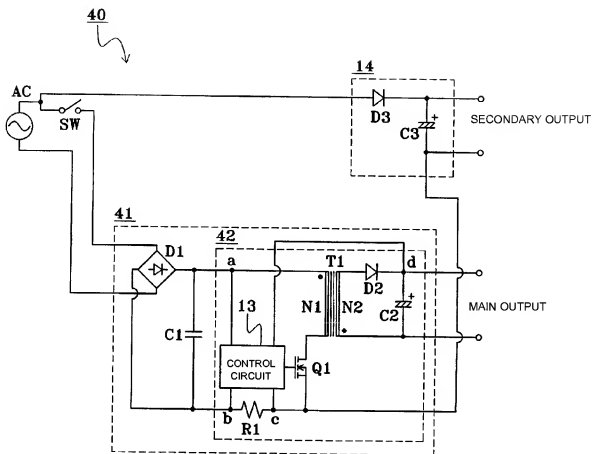 40
AC
SW
14
D3
C3
+
SECONDARY OUTPUT
41
D1
42
a
T1
d
D2
+
C2
N1
N2
MAIN OUTPUT
C1
13
CONTROL
CIRCUIT
Q1
b
c
R1